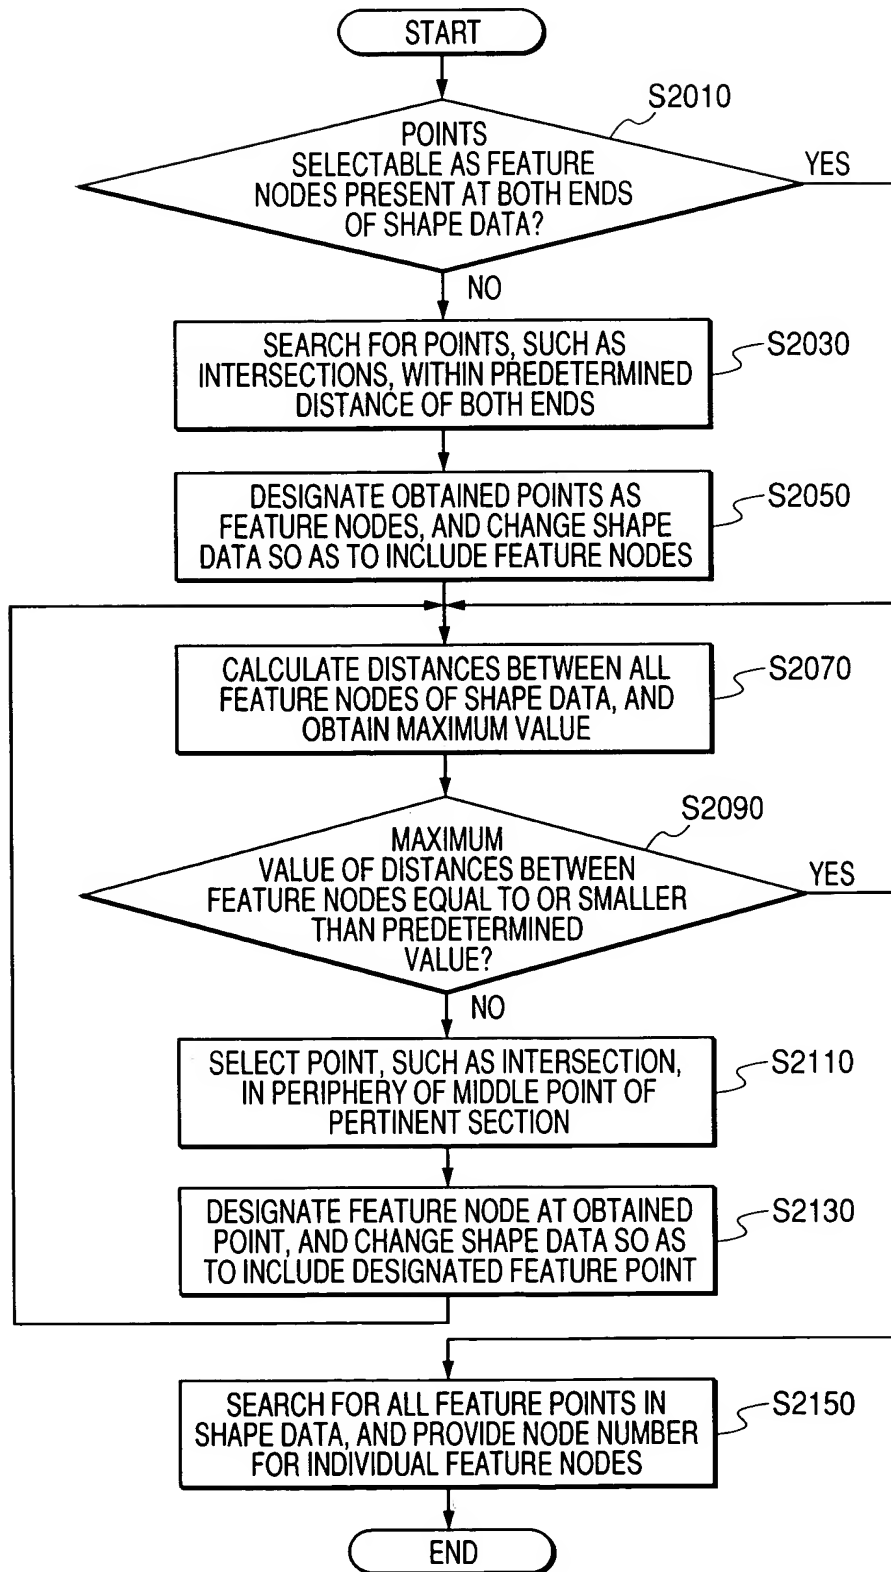 START
S2010
POINTS
SELECTABLE AS FEATURE
NODES PRESENT AT BOTH ENDS
OF SHAPE DATA?
YES
NO
SEARCH FOR POINTS, SUCH AS
INTERSECTIONS, WITHIN PREDETERMINED
DISTANCE OF BOTH ENDS
S2030
DESIGNATE OBTAINED POINTS AS
FEATURE NODES, AND CHANGE SHAPE
DATA SO AS TO INCLUDE FEATURE NODES
S2050
CALCULATE DISTANCES BETWEEN ALL
FEATURE NODES OF SHAPE DATA, AND
OBTAIN MAXIMUM VALUE
S2070
S2090
MAXIMUM
VALUE OF DISTANCES BETWEEN
FEATURE NODES EQUAL TO OR SMALLER
THAN PREDETERMINED
VALUE?
YES
NO
SELECT POINT, SUCH AS INTERSECTION,
IN PERIPHERY OF MIDDLE POINT OF
PERTINENT SECTION
S2110
DESIGNATE FEATURE NODE AT OBTAINED
POINT, AND CHANGE SHAPE DATA SO AS
TO INCLUDE DESIGNATED FEATURE POINT
S2130
SEARCH FOR ALL FEATURE POINTS IN
SHAPE DATA, AND PROVIDE NODE NUMBER
FOR INDIVIDUAL FEATURE NODES
S2150
END